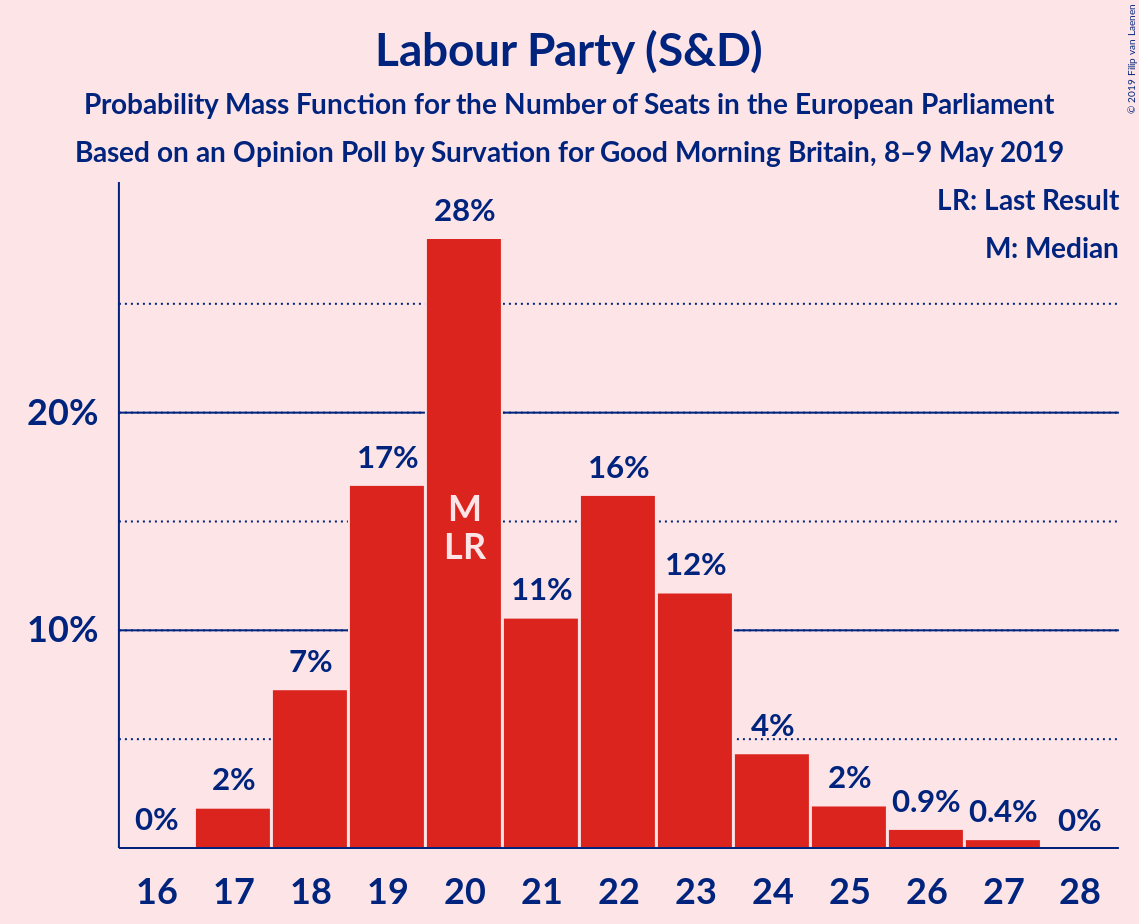 Labour Party (S&D)
Probability Mass Function for the Number of Seats in the European Parliament
Based on an Opinion Poll by Survation for Good Morning Britain, 8–9 May 2019
© 2019 Filip van Laenen
LR: Last Result
M: Median
20%
10%
0%
2%
7%
17%
28%
11%
16%
12%
4%
2%
0.9%
0.4%
0%
M
LR
16 17 18 19 20 21 22 23 24 25 26 27 28